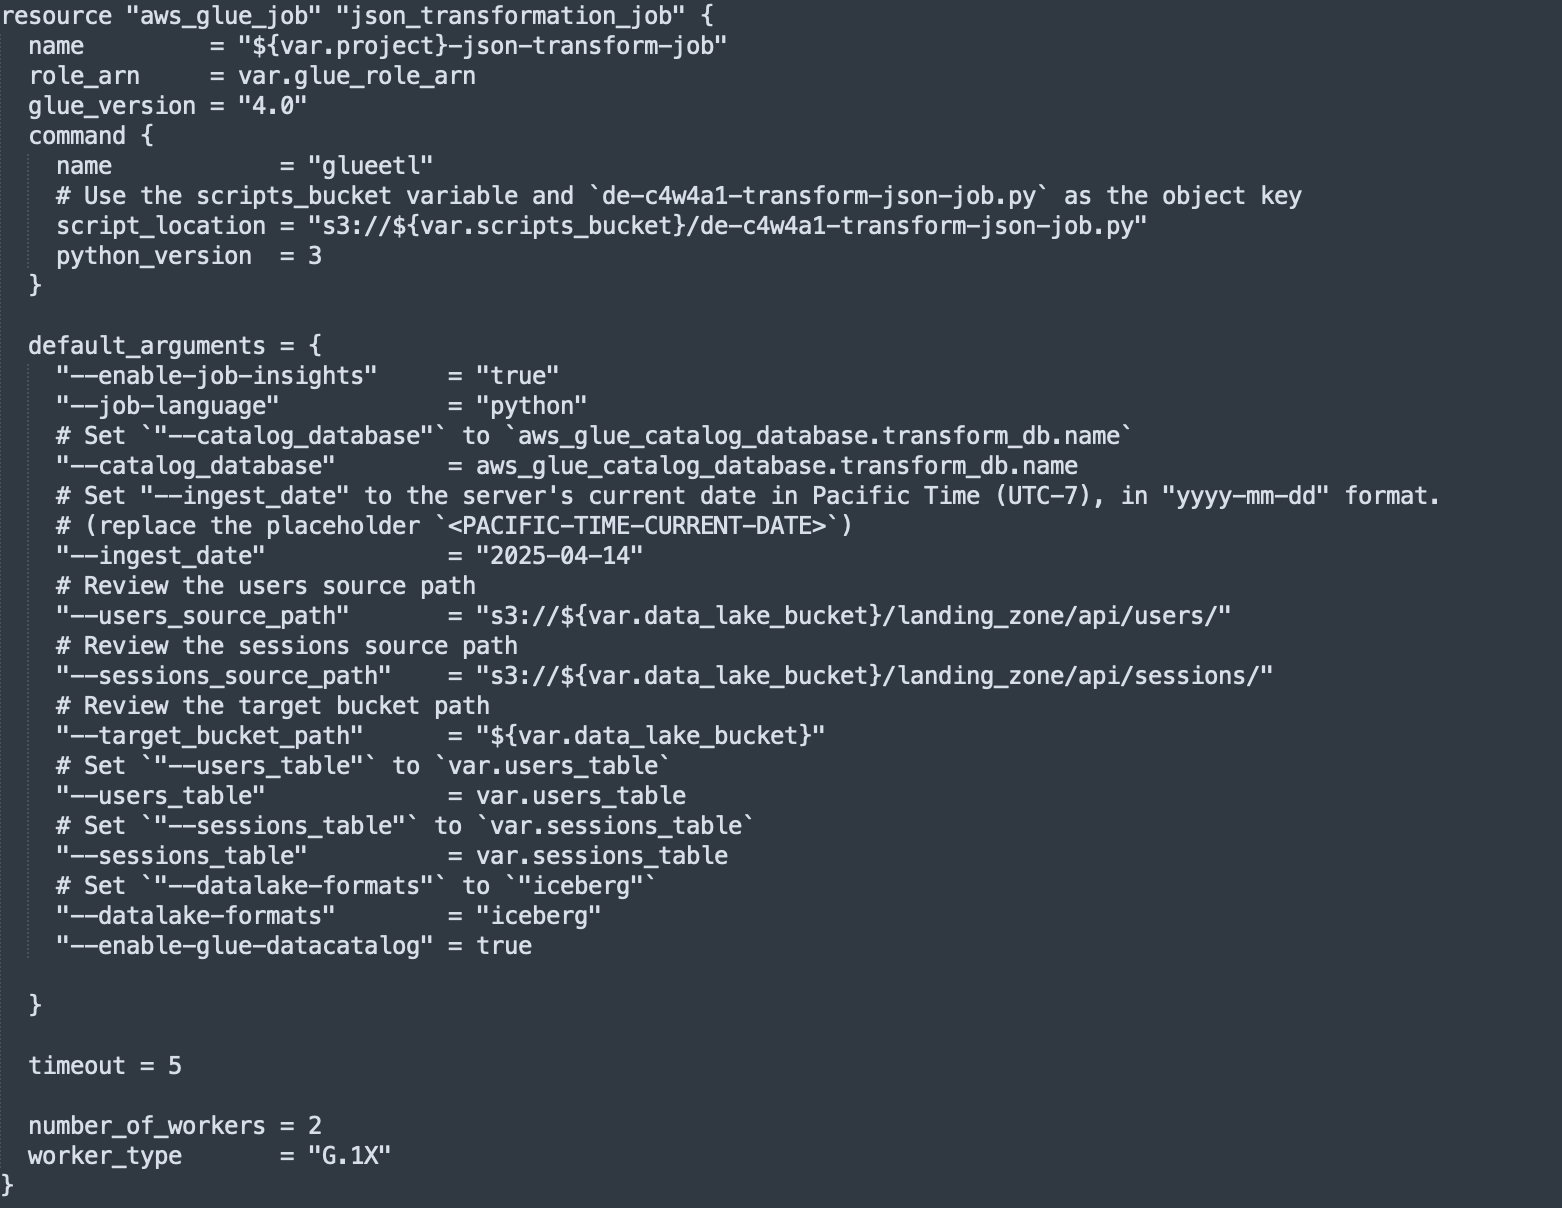 resource "aws_glue_job" "json_transformation_job" {
  name         = "${var.project}-json-transform-job"
  role_arn     = var.glue_role_arn
  glue_version = "4.0"
  command {
    name            = "glueetl"
    # Use the scripts_bucket variable and `de-c4w4a1-transform-json-job.py` as the object key
    script_location = "s3://${var.scripts_bucket}/de-c4w4a1-transform-json-job.py"
    python_version  = 3
  }

  default_arguments = {
    "--enable-job-insights"     = "true"
    "--job-language"            = "python"
    # Set `"--catalog_database"` to `aws_glue_catalog_database.transform_db.name`
    "--catalog_database"        = aws_glue_catalog_database.transform_db.name
    # Set "--ingest_date" to the server's current date in Pacific Time (UTC-7), in "yyyy-mm-dd" format.
    # (replace the placeholder `<PACIFIC-TIME-CURRENT-DATE>`)
    "--ingest_date"             = "2025-04-14"
    # Review the users source path
    "--users_source_path"       = "s3://${var.data_lake_bucket}/landing_zone/api/users/"
    # Review the sessions source path
    "--sessions_source_path"    = "s3://${var.data_lake_bucket}/landing_zone/api/sessions/"
    # Review the target bucket path
    "--target_bucket_path"      = "${var.data_lake_bucket}"
    # Set `"--users_table"` to `var.users_table`
    "--users_table"             = var.users_table
    # Set `"--sessions_table"` to `var.sessions_table`
    "--sessions_table"          = var.sessions_table
    # Set `"--datalake-formats"` to `"iceberg"`
    "--datalake-formats"        = "iceberg"
    "--enable-glue-datacatalog" = true

  }

  timeout = 5

  number_of_workers = 2
  worker_type       = "G.1X"
}